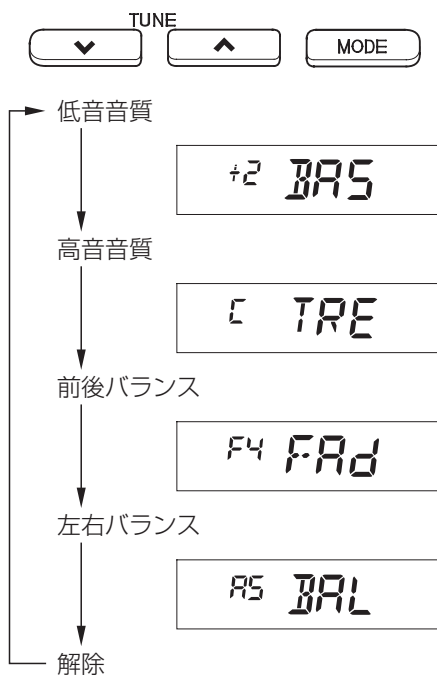 TUNE
MODE
低音音質
+2 BAS
高音音質
C TRE
前後バランス
F4 FAd
左右バランス
A5 BAL
解除